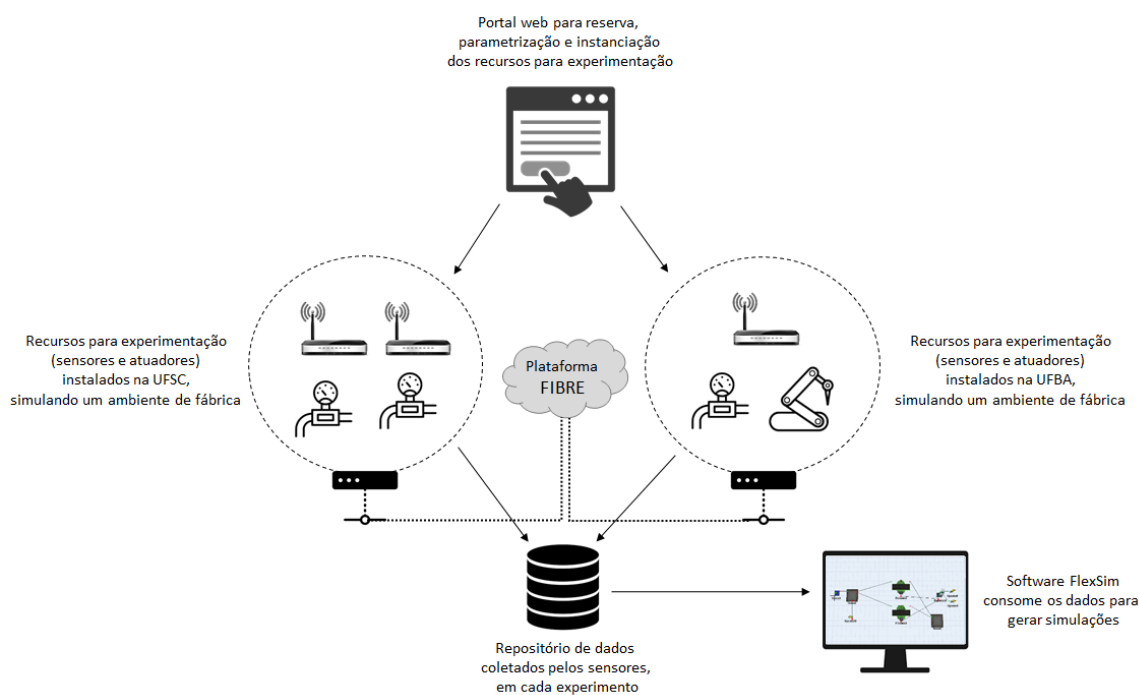 Portal web para reserva,
parametrização e instanciação
dos recursos para experimentação
Recursos para experimentação
(sensores e atuadores)
instalados na UFSC,
simulando um ambiente de fábrica
Plataforma
FIBRE
Recursos para experimentação
(sensores e atuadores)
instalados na UFBA,
simulando um ambiente de fábrica
Repositório de dados
coletados pelos sensores,
em cada experimento
Software FlexSim
consome os dados para
gerar simulações